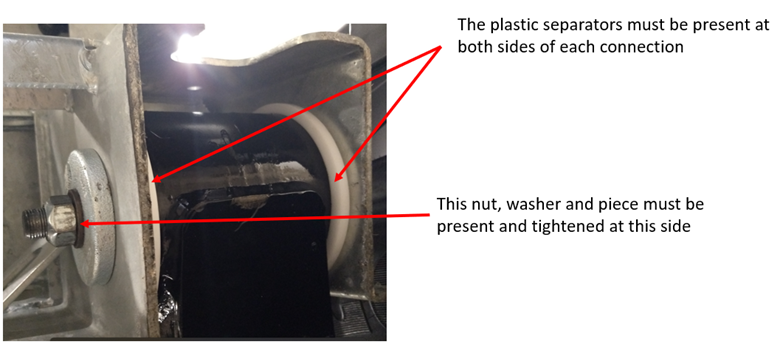 The plastic separators must be present at
both sides of each connection
This nut, washer and piece must be
present and tightened at this side